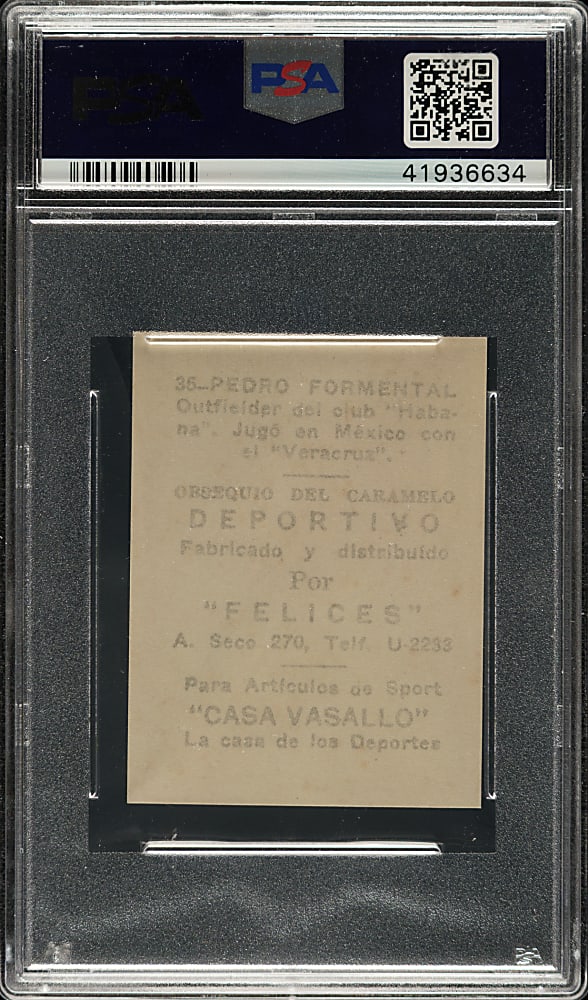 PSA
PSA
41936634
35-PEDRO FORMENTAL
Outfielder del club "Haba-
na". Jugó en México con
el "Veracruz".
OBSEQUIO DEL CARAMELO
DEPORTIVO
Fabricado y distribuído
Por
"FELICES"
A. Seco 270, Telf. U-2233
Para Artículos de Sport
"CASA VASALLO"
La casa de los Deportes